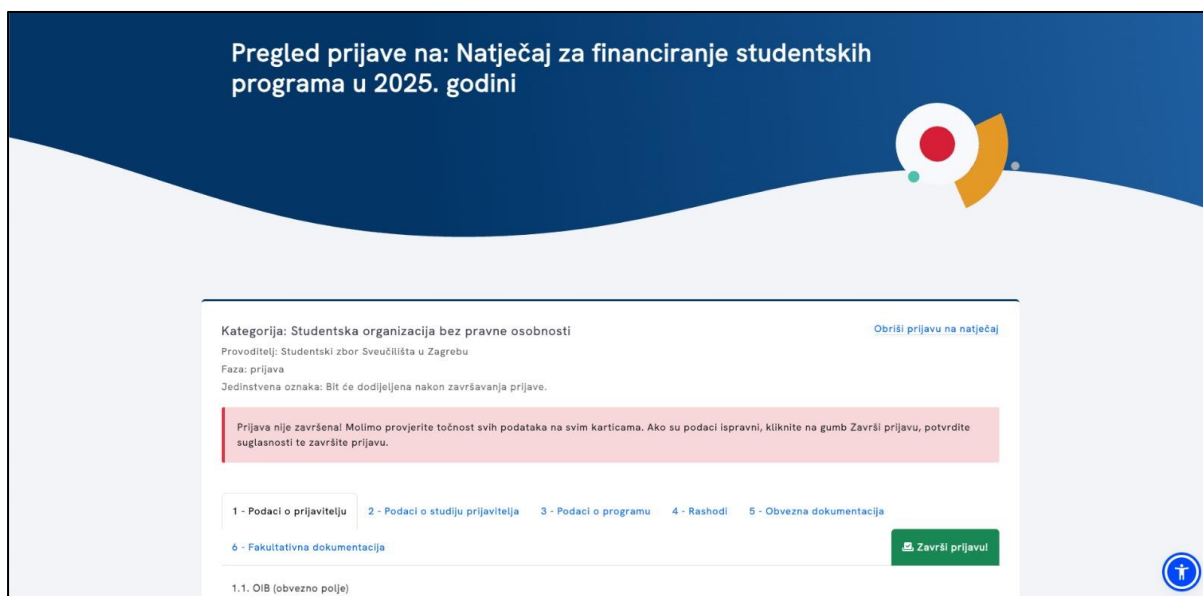 Pregled prijave na: Natječaj za financiranje studentskih
programa u 2025. godini
Kategorija: Studentska organizacija bez pravne osobnosti
Obriši prijavu na natječaj
Provoditelj: Studentski zbor Sveučilišta u Zagrebu
Faza: prijava
Jedinstvena oznaka: Bit će dodijeljena nakon završavanja prijave.
Prijava nije završena! Molimo provjerite točnost svih podataka na svim karticama. Ako su podaci ispravni, kliknite na gumb Završi prijavu, potvrdite
suglasnosti te završite prijavu.
1 - Podaci o prijavitelju 2 - Podaci o studiju prijavitelja 3 - Podaci o programu 4 - Rashodi 5 - Obvezna dokumentacija
6 - Fakultativna dokumentacija
Završi prijavu!
1.1. OIB (obvezno polje)